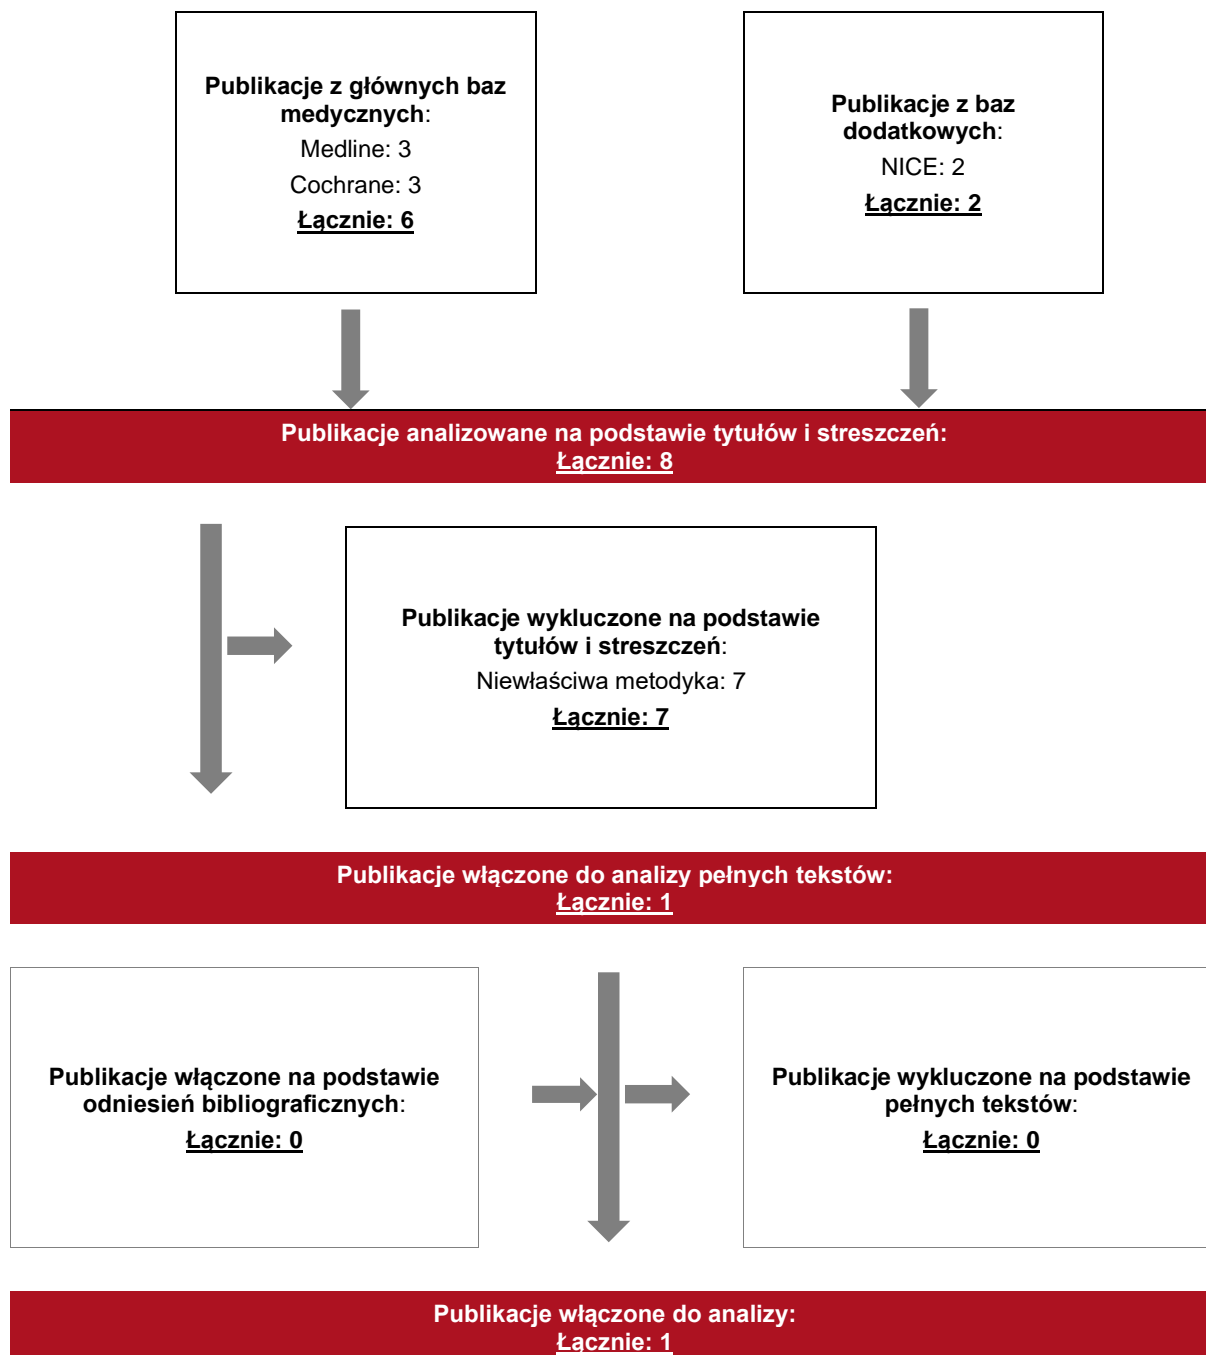 Publikacje z głównych baz
medycznych:
Medline: 3
Cochrane: 3
Łącznie: 6
Publikacje z baz
dodatkowych:
NICE: 2
Łącznie: 2
Publikacje analizowane na podstawie tytułów i streszczeń:
Łącznie: 8
Publikacje wykluczone na podstawie
tytułów i streszczeń:
Niewłaściwa metodyka: 7
Łącznie: 7
Publikacje włączone do analizy pełnych tekstów:
Łącznie: 1
Publikacje włączone na podstawie
odniesień bibliograficznych:
Łącznie: 0
Publikacje wykluczone na podstawie
pełnych tekstów:
Łącznie: 0
Publikacje włączone do analizy:
Łącznie: 1